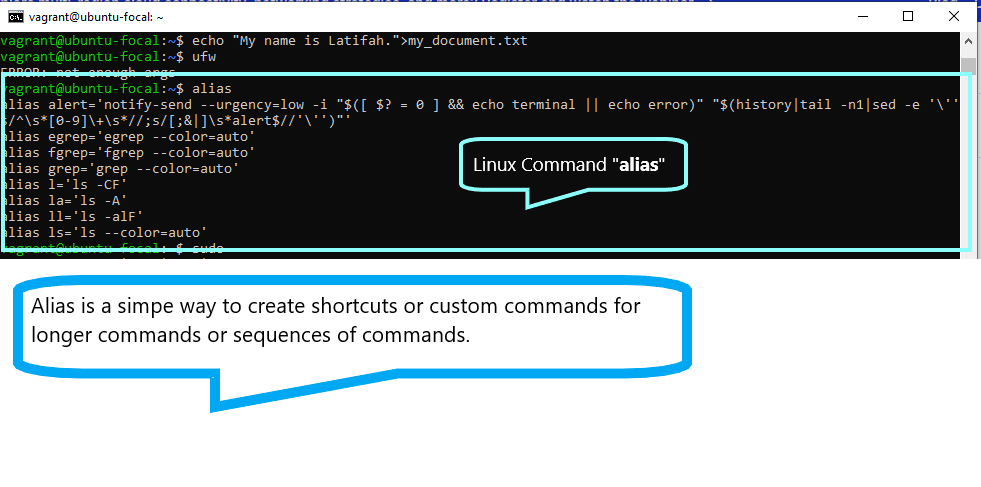 vagrant@ubuntu-focal: ~
vagrant@ubuntu-focal:~$ echo "My name is Latifah.">my_document.txt
vagrant@ubuntu-focal:~$ ufw
ERROR: not enough args
vagrant@ubuntu-focal:~$ alias
alias alert='notify-send --urgency=low -i "$([ $? = 0 ] && echo terminal || echo error)" "$(history|tail -n1|sed -e '\''
s/^\s*[0-9]\+\s*//;s/[;&|]\s*alert$//'\'')"'
alias egrep='egrep --color=auto'
alias fgrep='fgrep --color=auto'
alias grep='grep --color=auto'
alias l='ls -CF'
alias la='ls -A'
alias ll='ls -alF'
alias ls='ls --color=auto'
vagrant@ubuntu-focal:~$ sudo
Linux Command "alias"
Alias is a simpe way to create shortcuts or custom commands for
longer commands or sequences of commands.